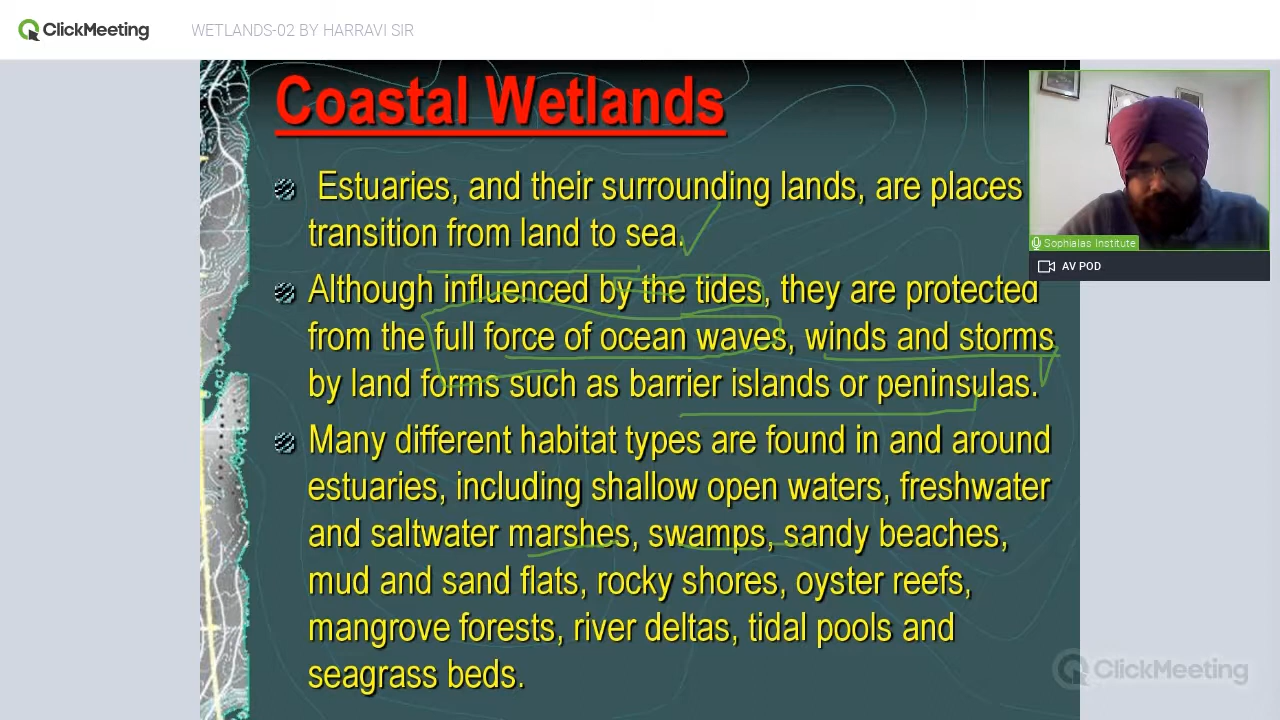 ClickMeeting
WETLANDS-02 BY HARRAVI SIR
Coastal Wetlands
Estuaries, and their surrounding lands, are places
transition from land to sea.
Although influenced by the tides, they are protected
from the full force of ocean waves, winds and storms
by land forms such as barrier islands or peninsulas.
Many different habitat types are found in and around
estuaries, including shallow open waters, freshwater
and saltwater marshes, swamps, sandy beaches,
mud and sand flats, rocky shores, oyster reefs,
mangrove forests, river deltas, tidal pools and
seagrass beds.
Sophialas Institute
AV POD
ClickMeeting